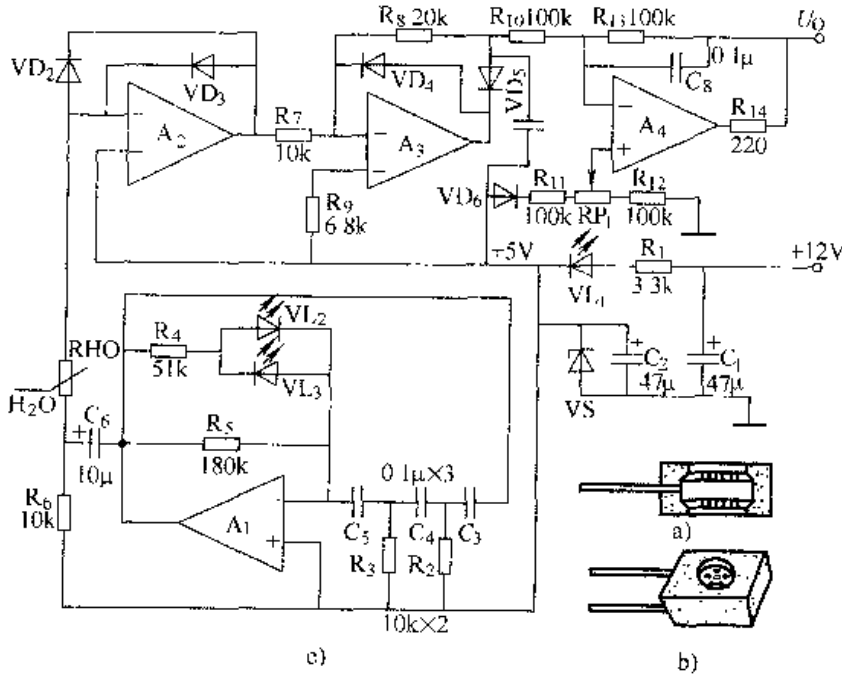 R8 20k
R10 100k
R13 100k
UO
VD2
VD3
VD4
VD5
0 1μ
C8
A2
R7
10k
A3
A4
R14
220
R9
6 8k
VD6
R11
100k
RP1
R12
100k
+5V
VL1
R1
3 3k
+12V
R4
51k
VL2
VL3
RHO
H2O
C6
10μ
R5
180k
VS
C2
47μ
C1
47μ
R6
10k
A1
0 1μ×3
C5
C4
C3
R3
R2
10k×2
a)
b)
c)